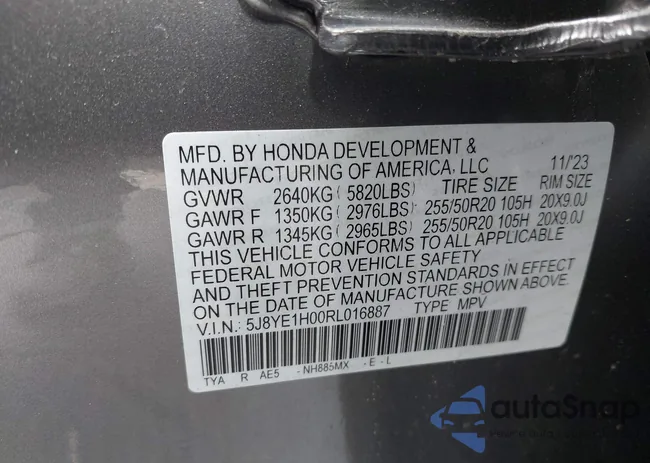 MFD. BY HONDA DEVELOPMENT &
MANUFACTURING OF AMERICA, LLC 11/'23
GVWR 2640KG ( 5820LBS) TIRE SIZE RIM SIZE
GAWR F 1350KG ( 2976LBS) 255/50R20 105H 20X9.0J
GAWR R 1345KG ( 2965LBS) 255/50R20 105H 20X9.0J
THIS VEHICLE CONFORMS TO ALL APPLICABLE
FEDERAL MOTOR VEHICLE SAFETY
AND THEFT PREVENTION STANDARDS IN EFFECT
ON THE DATE OF MANUFACTURE SHOWN ABOVE.
V.I.N.: 5J8YE1H00RL016887 TYPE MPV
TYA R AE5 -NH885MX -E-L
autoSnap